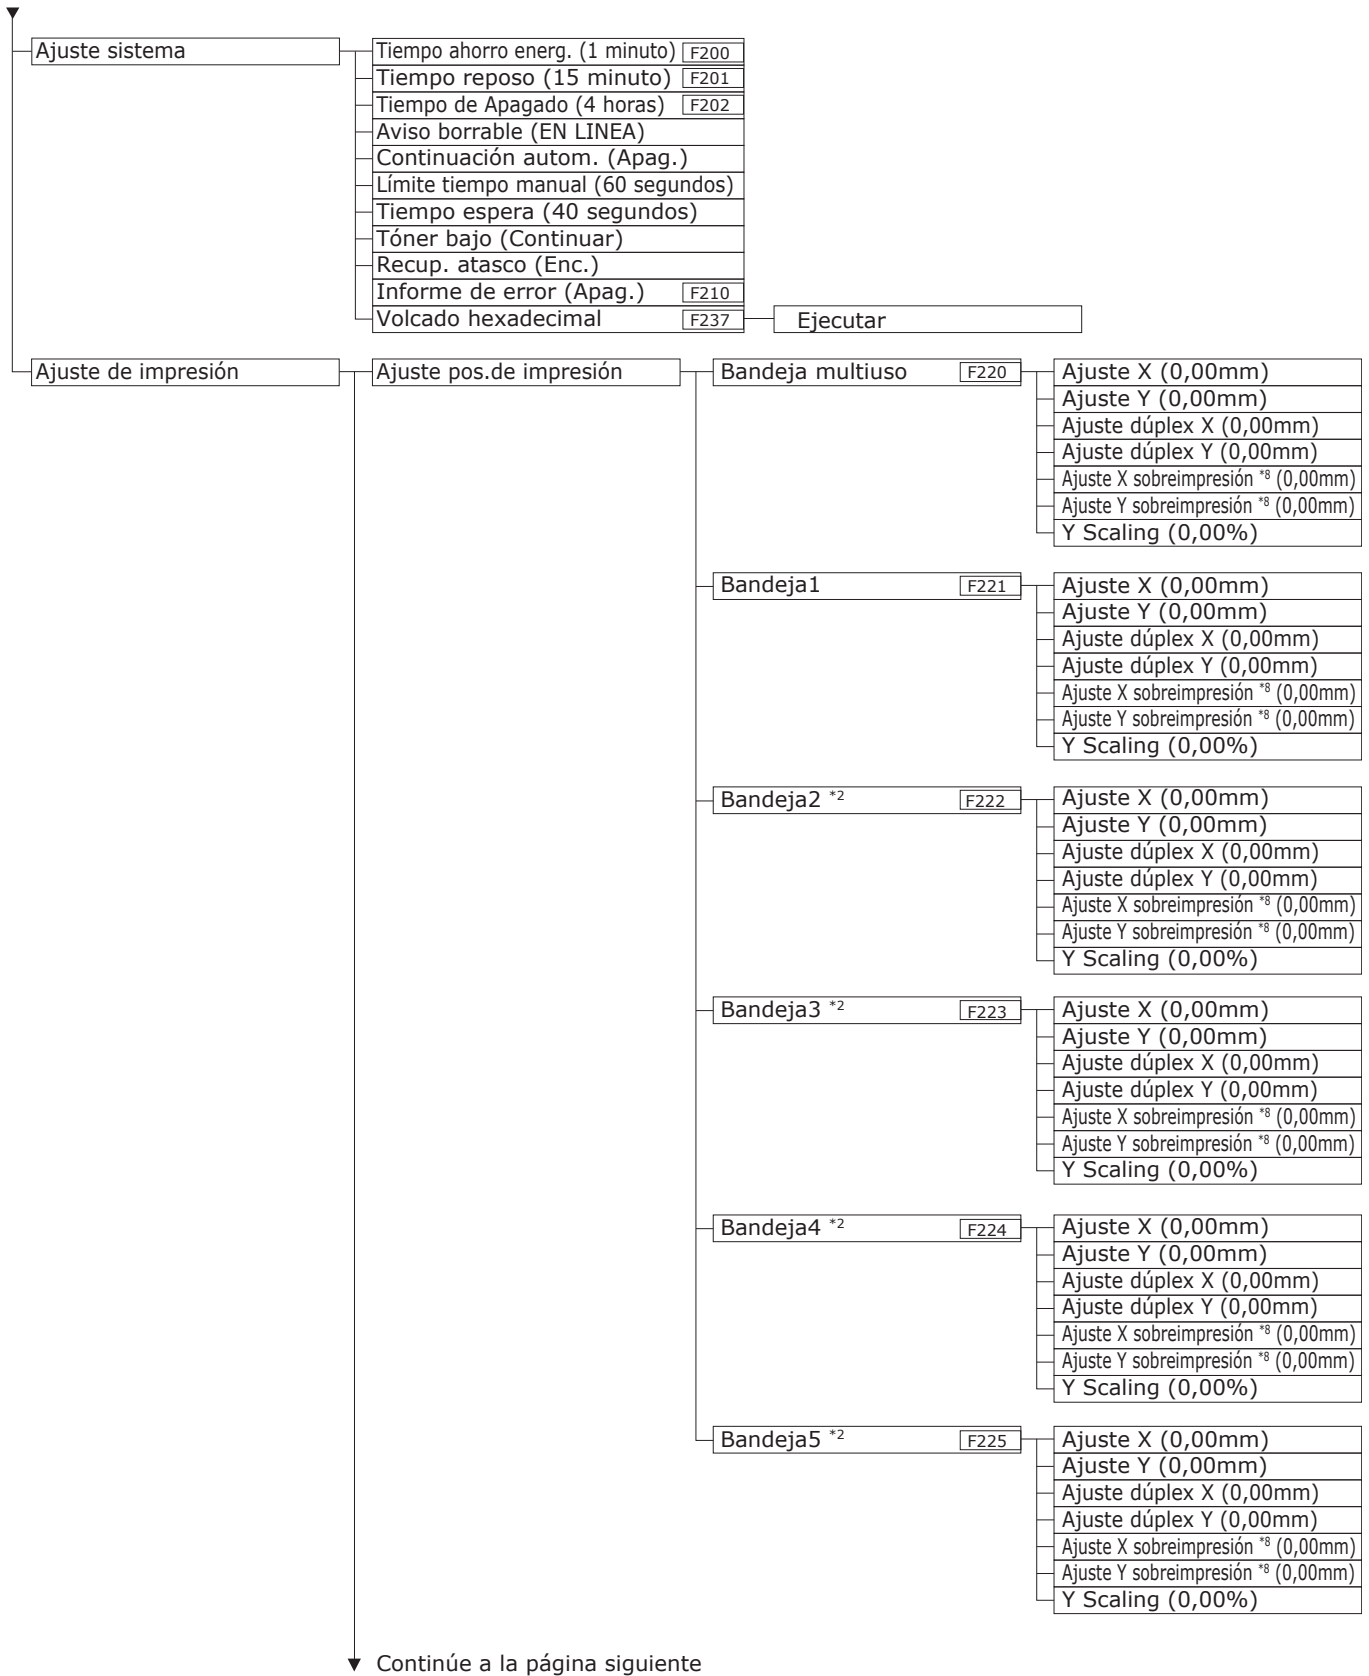 Ajuste sistema
Tiempo ahorro energ. (1 minuto) F200
Tiempo reposo (15 minuto) F201
Tiempo de Apagado (4 horas) F202
Aviso borrable (EN LINEA)
Continuación autom. (Apag.)
Límite tiempo manual (60 segundos)
Tiempo espera (40 segundos)
Tóner bajo (Continuar)
Recup. atasco (Enc.)
Informe de error (Apag.) F210
Volcado hexadecimal F237 Ejecutar
Ajuste de impresión
Ajuste pos.de impresión
Bandeja multiuso F220
Ajuste X (0,00mm)
Ajuste Y (0,00mm)
Ajuste dúplex X (0,00mm)
Ajuste dúplex Y (0,00mm)
Ajuste X sobreimpresión *8 (0,00mm)
Ajuste Y sobreimpresión *8 (0,00mm)
Y Scaling (0,00%)
Bandeja1 F221
Ajuste X (0,00mm)
Ajuste Y (0,00mm)
Ajuste dúplex X (0,00mm)
Ajuste dúplex Y (0,00mm)
Ajuste X sobreimpresión *8 (0,00mm)
Ajuste Y sobreimpresión *8 (0,00mm)
Y Scaling (0,00%)
Bandeja2 *2 F222
Ajuste X (0,00mm)
Ajuste Y (0,00mm)
Ajuste dúplex X (0,00mm)
Ajuste dúplex Y (0,00mm)
Ajuste X sobreimpresión *8 (0,00mm)
Ajuste Y sobreimpresión *8 (0,00mm)
Y Scaling (0,00%)
Bandeja3 *2 F223
Ajuste X (0,00mm)
Ajuste Y (0,00mm)
Ajuste dúplex X (0,00mm)
Ajuste dúplex Y (0,00mm)
Ajuste X sobreimpresión *8 (0,00mm)
Ajuste Y sobreimpresión *8 (0,00mm)
Y Scaling (0,00%)
Bandeja4 *2 F224
Ajuste X (0,00mm)
Ajuste Y (0,00mm)
Ajuste dúplex X (0,00mm)
Ajuste dúplex Y (0,00mm)
Ajuste X sobreimpresión *8 (0,00mm)
Ajuste Y sobreimpresión *8 (0,00mm)
Y Scaling (0,00%)
Bandeja5 *2 F225
Ajuste X (0,00mm)
Ajuste Y (0,00mm)
Ajuste dúplex X (0,00mm)
Ajuste dúplex Y (0,00mm)
Ajuste X sobreimpresión *8 (0,00mm)
Ajuste Y sobreimpresión *8 (0,00mm)
Y Scaling (0,00%)
Continúe a la página siguiente